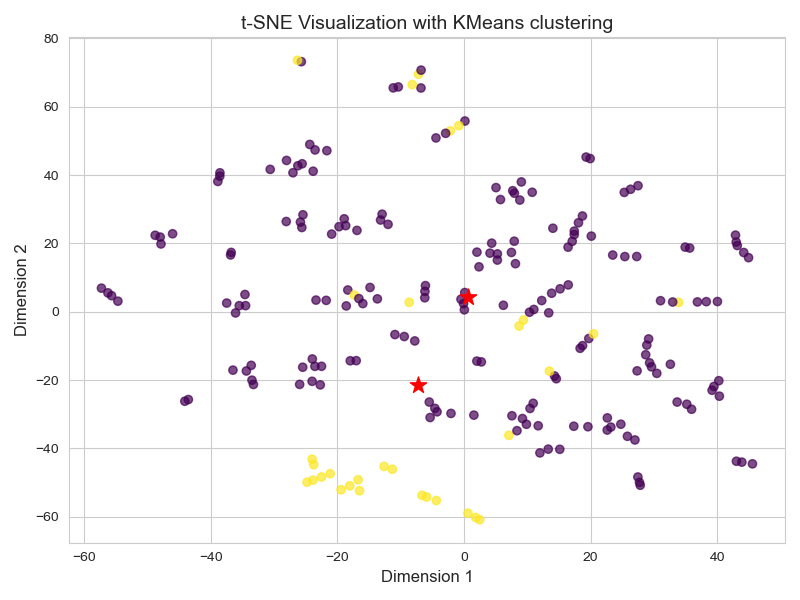 t-SNE Visualization with KMeans clustering
80
60
40
20
0
−20
−40
−60
Dimension 2
−60 −40 −20 0 20 40
Dimension 1